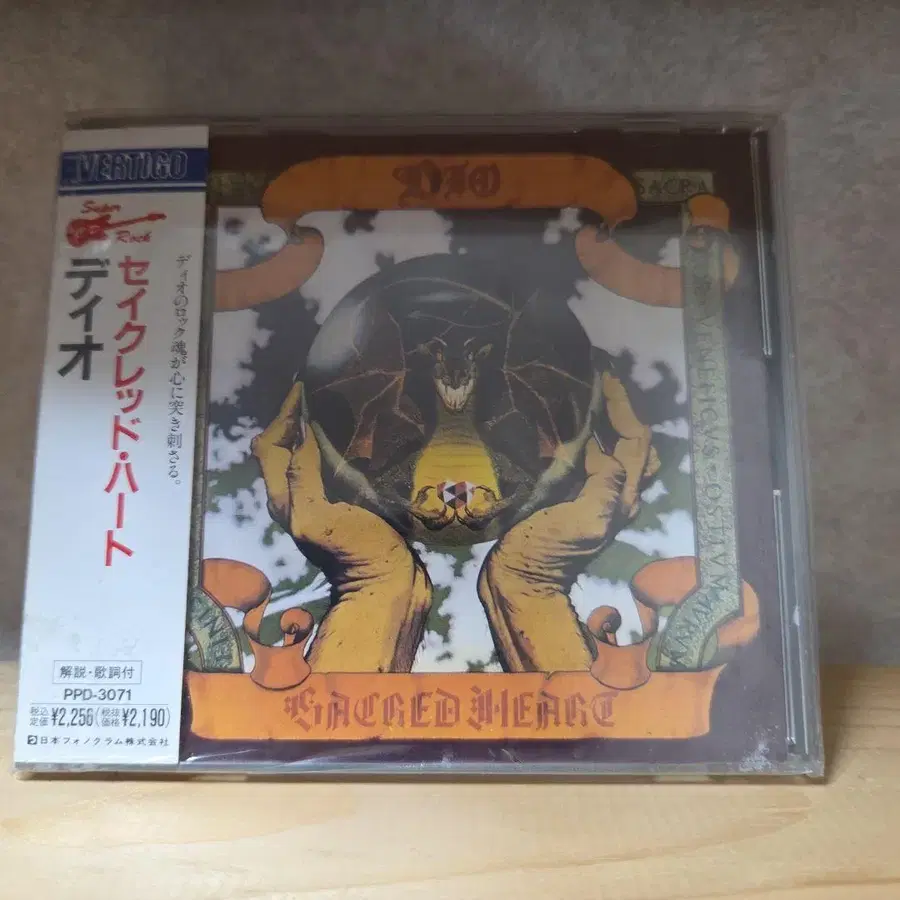 VERTIGO
Super
Rock
セイクレッド・ハート
ディオ
ディオのロック魂が心に突き刺さる。
解説・歌詞付
PPD-3071
税込定価¥2,256(税抜価格¥2,190)
日本フォノグラム株式会社
DIO
SACRA
SACRED HEART